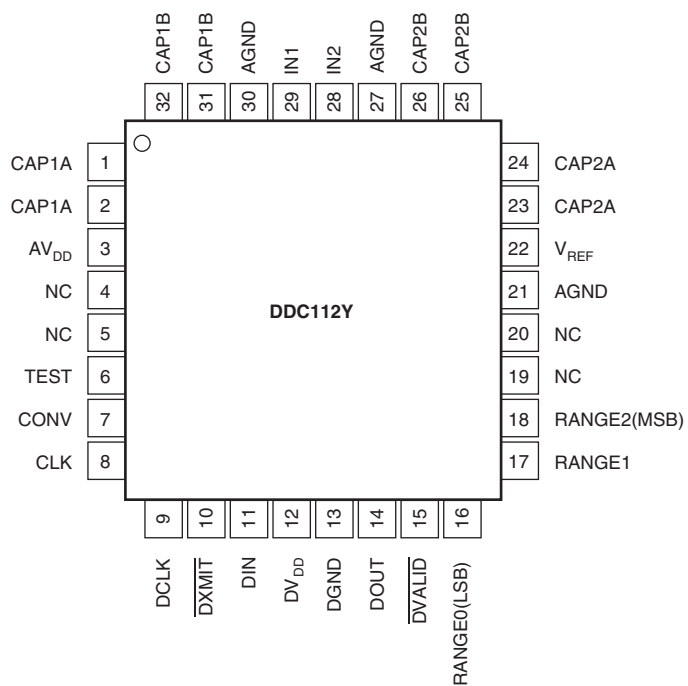 CAP1B CAP1B AGND IN1 IN2 AGND CAP2B CAP2B
32 31 30 29 28 27 26 25
CAP1A 1 24 CAP2A
CAP1A 2 23 CAP2A
AVDD 3 22 VREF
NC 4 21 AGND
DDC112Y
NC 5 20 NC
TEST 6 19 NC
CONV 7 18 RANGE2(MSB)
CLK 8 17 RANGE1
9 10 11 12 13 14 15 16
DCLK DXMIT DIN DVDD DGND DOUT DVALID RANGE0(LSB)